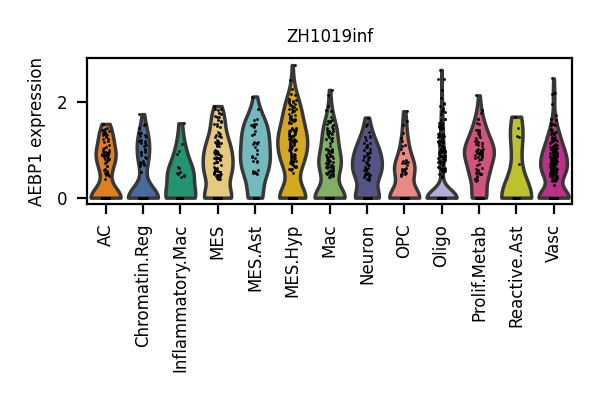 ZH1019inf
AEBP1 expression
2
0
AC
Chromatin.Reg
Inflammatory.Mac
MES
MES.Ast
MES.Hyp
Mac
Neuron
OPC
Oligo
Prolif.Metab
Reactive.Ast
Vasc